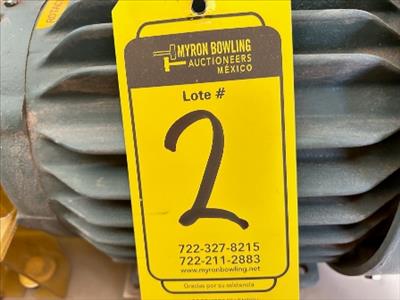 ROTAC
MYRON BOWLING
AUCTIONEERS
MÉXICO
Lote #
2
722-327-8215
722-211-2883
www.myronbowling.net
Gracias por su asistencia